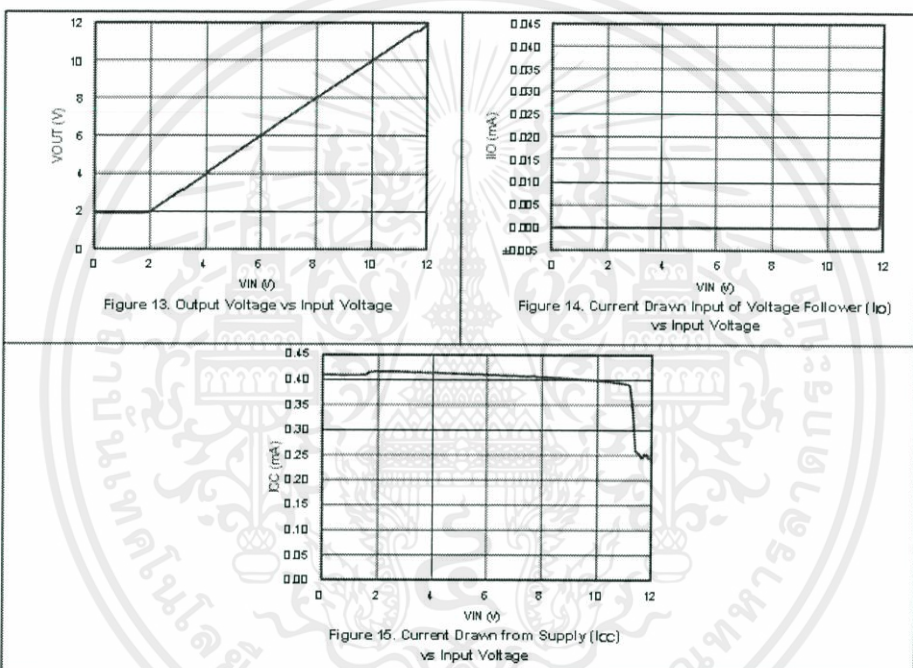 12
10
8
6
4
2
0
VOUT (V)
0 2 4 6 8 10 12
VIN (V)
Figure 13. Output Voltage vs Input Voltage
0.045
0.040
0.035
0.030
0.025
0.020
0.015
0.010
0.005
0.000
±0.005
IIO (mA)
0 2 4 6 8 10 12
VIN (V)
Figure 14. Current Drawn Input of Voltage Follower (IIO)
vs Input Voltage
0.45
0.40
0.35
0.30
0.25
0.20
0.15
0.10
0.05
0.00
ICC (mA)
0 2 4 6 8 10 12
VIN (V)
Figure 15. Current Drawn from Supply (ICC)
vs Input Voltage